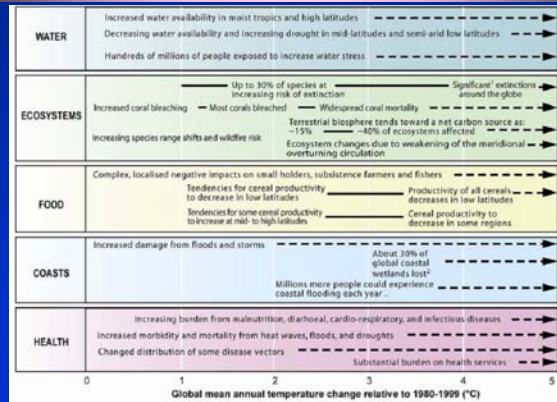 WATER
Increased water availability in moist tropics and high latitudes
Decreasing water availability and increasing drought in mid-latitudes and semi-arid low latitudes
Hundreds of millions of people exposed to increase water stress
ECOSYSTEMS
Up to 30% of species at
increasing risk of extinction
Significant¹ extinctions
around the globe
Increased coral bleaching
Most corals bleached
Widespread coral mortality
Terrestrial biosphere tends toward a net carbon source as:
~15%
~40% of ecosystems affected
Increasing species range shifts and wildfire risk
Ecosystem changes due to weakening of the meridional
overturning circulation
FOOD
Complex, localised negative impacts on small holders, subsistence farmers and fishers
Tendencies for cereal productivity
to decrease in low latitudes
Productivity of all cereals
decreases in low latitudes
Tendencies for some cereal productivity
to increase at mid- to high latitudes
Cereal productivity to
decrease in some regions
COASTS
Increased damage from floods and storms
About 30% of
global coastal
wetlands lost²
Millions more people could experience
coastal flooding each year
HEALTH
Increasing burden from malnutrition, diarrhoeal, cardio-respiratory, and infectious diseases
Increased morbidity and mortality from heat waves, floods, and droughts
Changed distribution of some disease vectors
Substantial burden on health services
0 1 2 3 4 5
Global mean annual temperature change relative to 1980-1999 (°C)